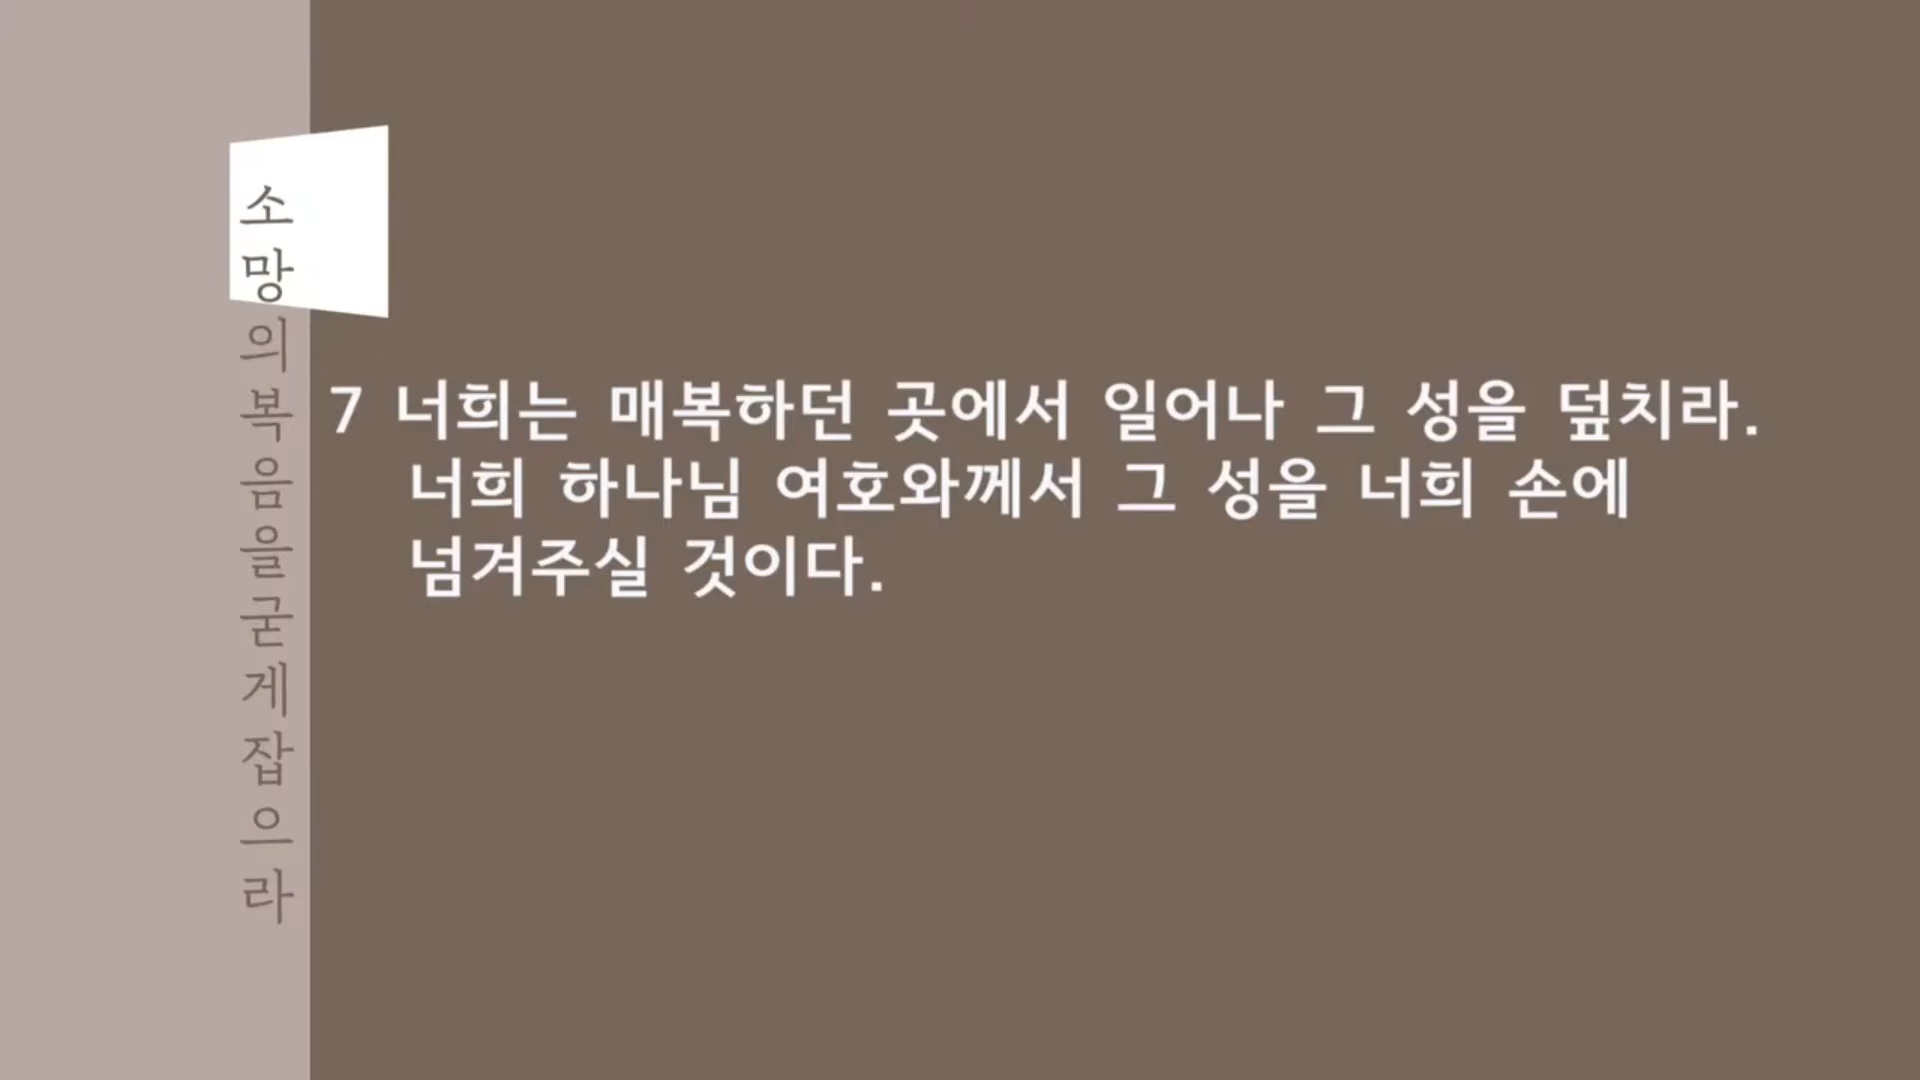 소망의복음을굳게잡으라
7 너희는 매복하던 곳에서 일어나 그 성을 덮치라.
너희 하나님 여호와께서 그 성을 너희 손에
넘겨주실 것이다.